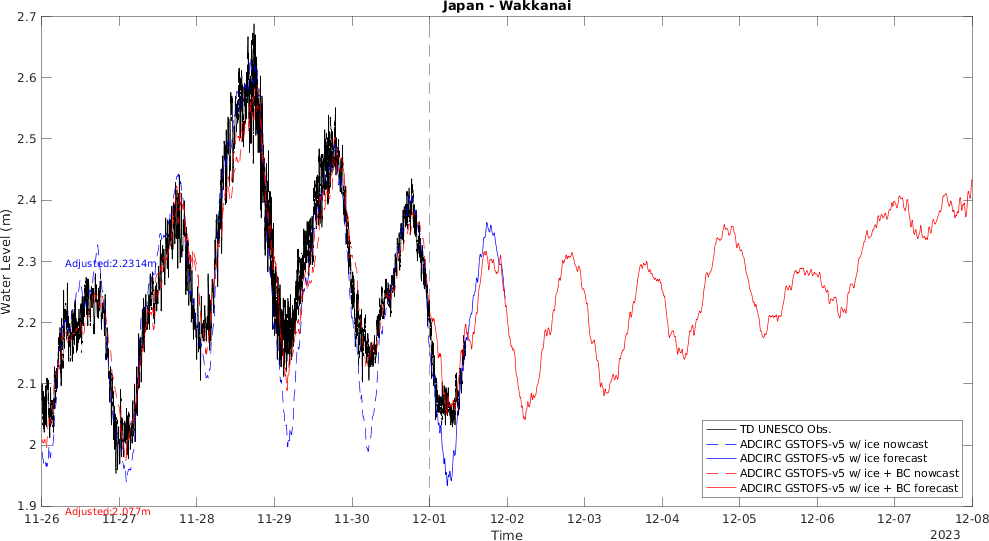 Japan - Wakkanai
2.7
2.6
2.5
2.4
2.3
2.2
2.1
2
1.9
Water Level (m)
Adjusted:2.2314m
Adjusted:2.077m
TD UNESCO Obs.
ADCIRC GSTOFS-v5 w/ ice nowcast
ADCIRC GSTOFS-v5 w/ ice forecast
ADCIRC GSTOFS-v5 w/ ice + BC nowcast
ADCIRC GSTOFS-v5 w/ ice + BC forecast
11-26 11-27 11-28 11-29 11-30 12-01 12-02 12-03 12-04 12-05 12-06 12-07 12-08
Time
2023